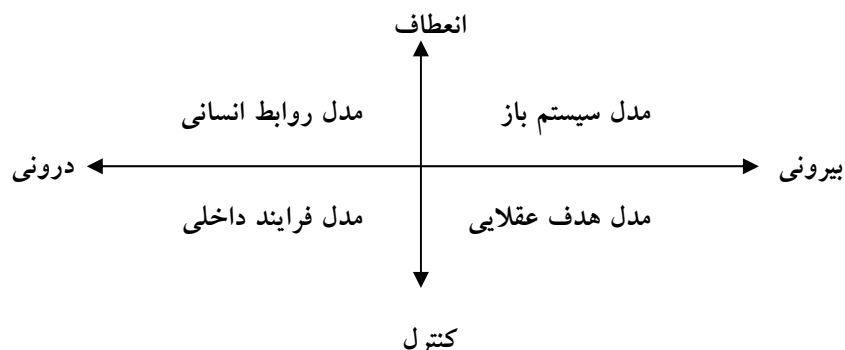 انعطاف
مدل سیستم باز
مدل روابط انسانی
بیرونی
درونی
مدل هدف عقلایی
مدل فرایند داخلی
کنترل